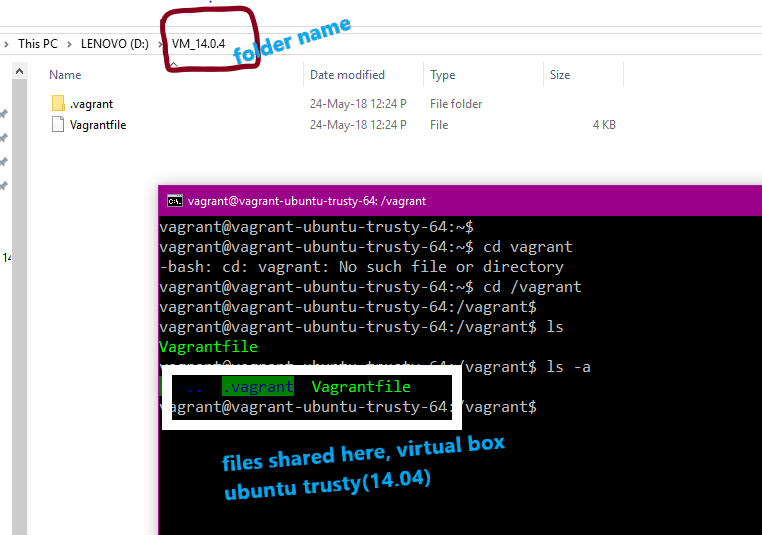 This PC > LENOVO (D:) > VM_14.0.4
folder name
Name Date modified Type Size
.vagrant 24-May-18 12:24 P File folder
Vagrantfile 24-May-18 12:24 P File 4 KB
14
vagrant@vagrant-ubuntu-trusty-64: /vagrant
vagrant@vagrant-ubuntu-trusty-64:~$
vagrant@vagrant-ubuntu-trusty-64:~$ cd vagrant
-bash: cd: vagrant: No such file or directory
vagrant@vagrant-ubuntu-trusty-64:~$ cd /vagrant
vagrant@vagrant-ubuntu-trusty-64:/vagrant$
vagrant@vagrant-ubuntu-trusty-64:/vagrant$ ls
Vagrantfile
vagrant@vagrant-ubuntu-trusty-64:/vagrant$ ls -a
.. .vagrant Vagrantfile
vagrant@vagrant-ubuntu-trusty-64:/vagrant$
files shared here, virtual box
ubuntu trusty(14.04)